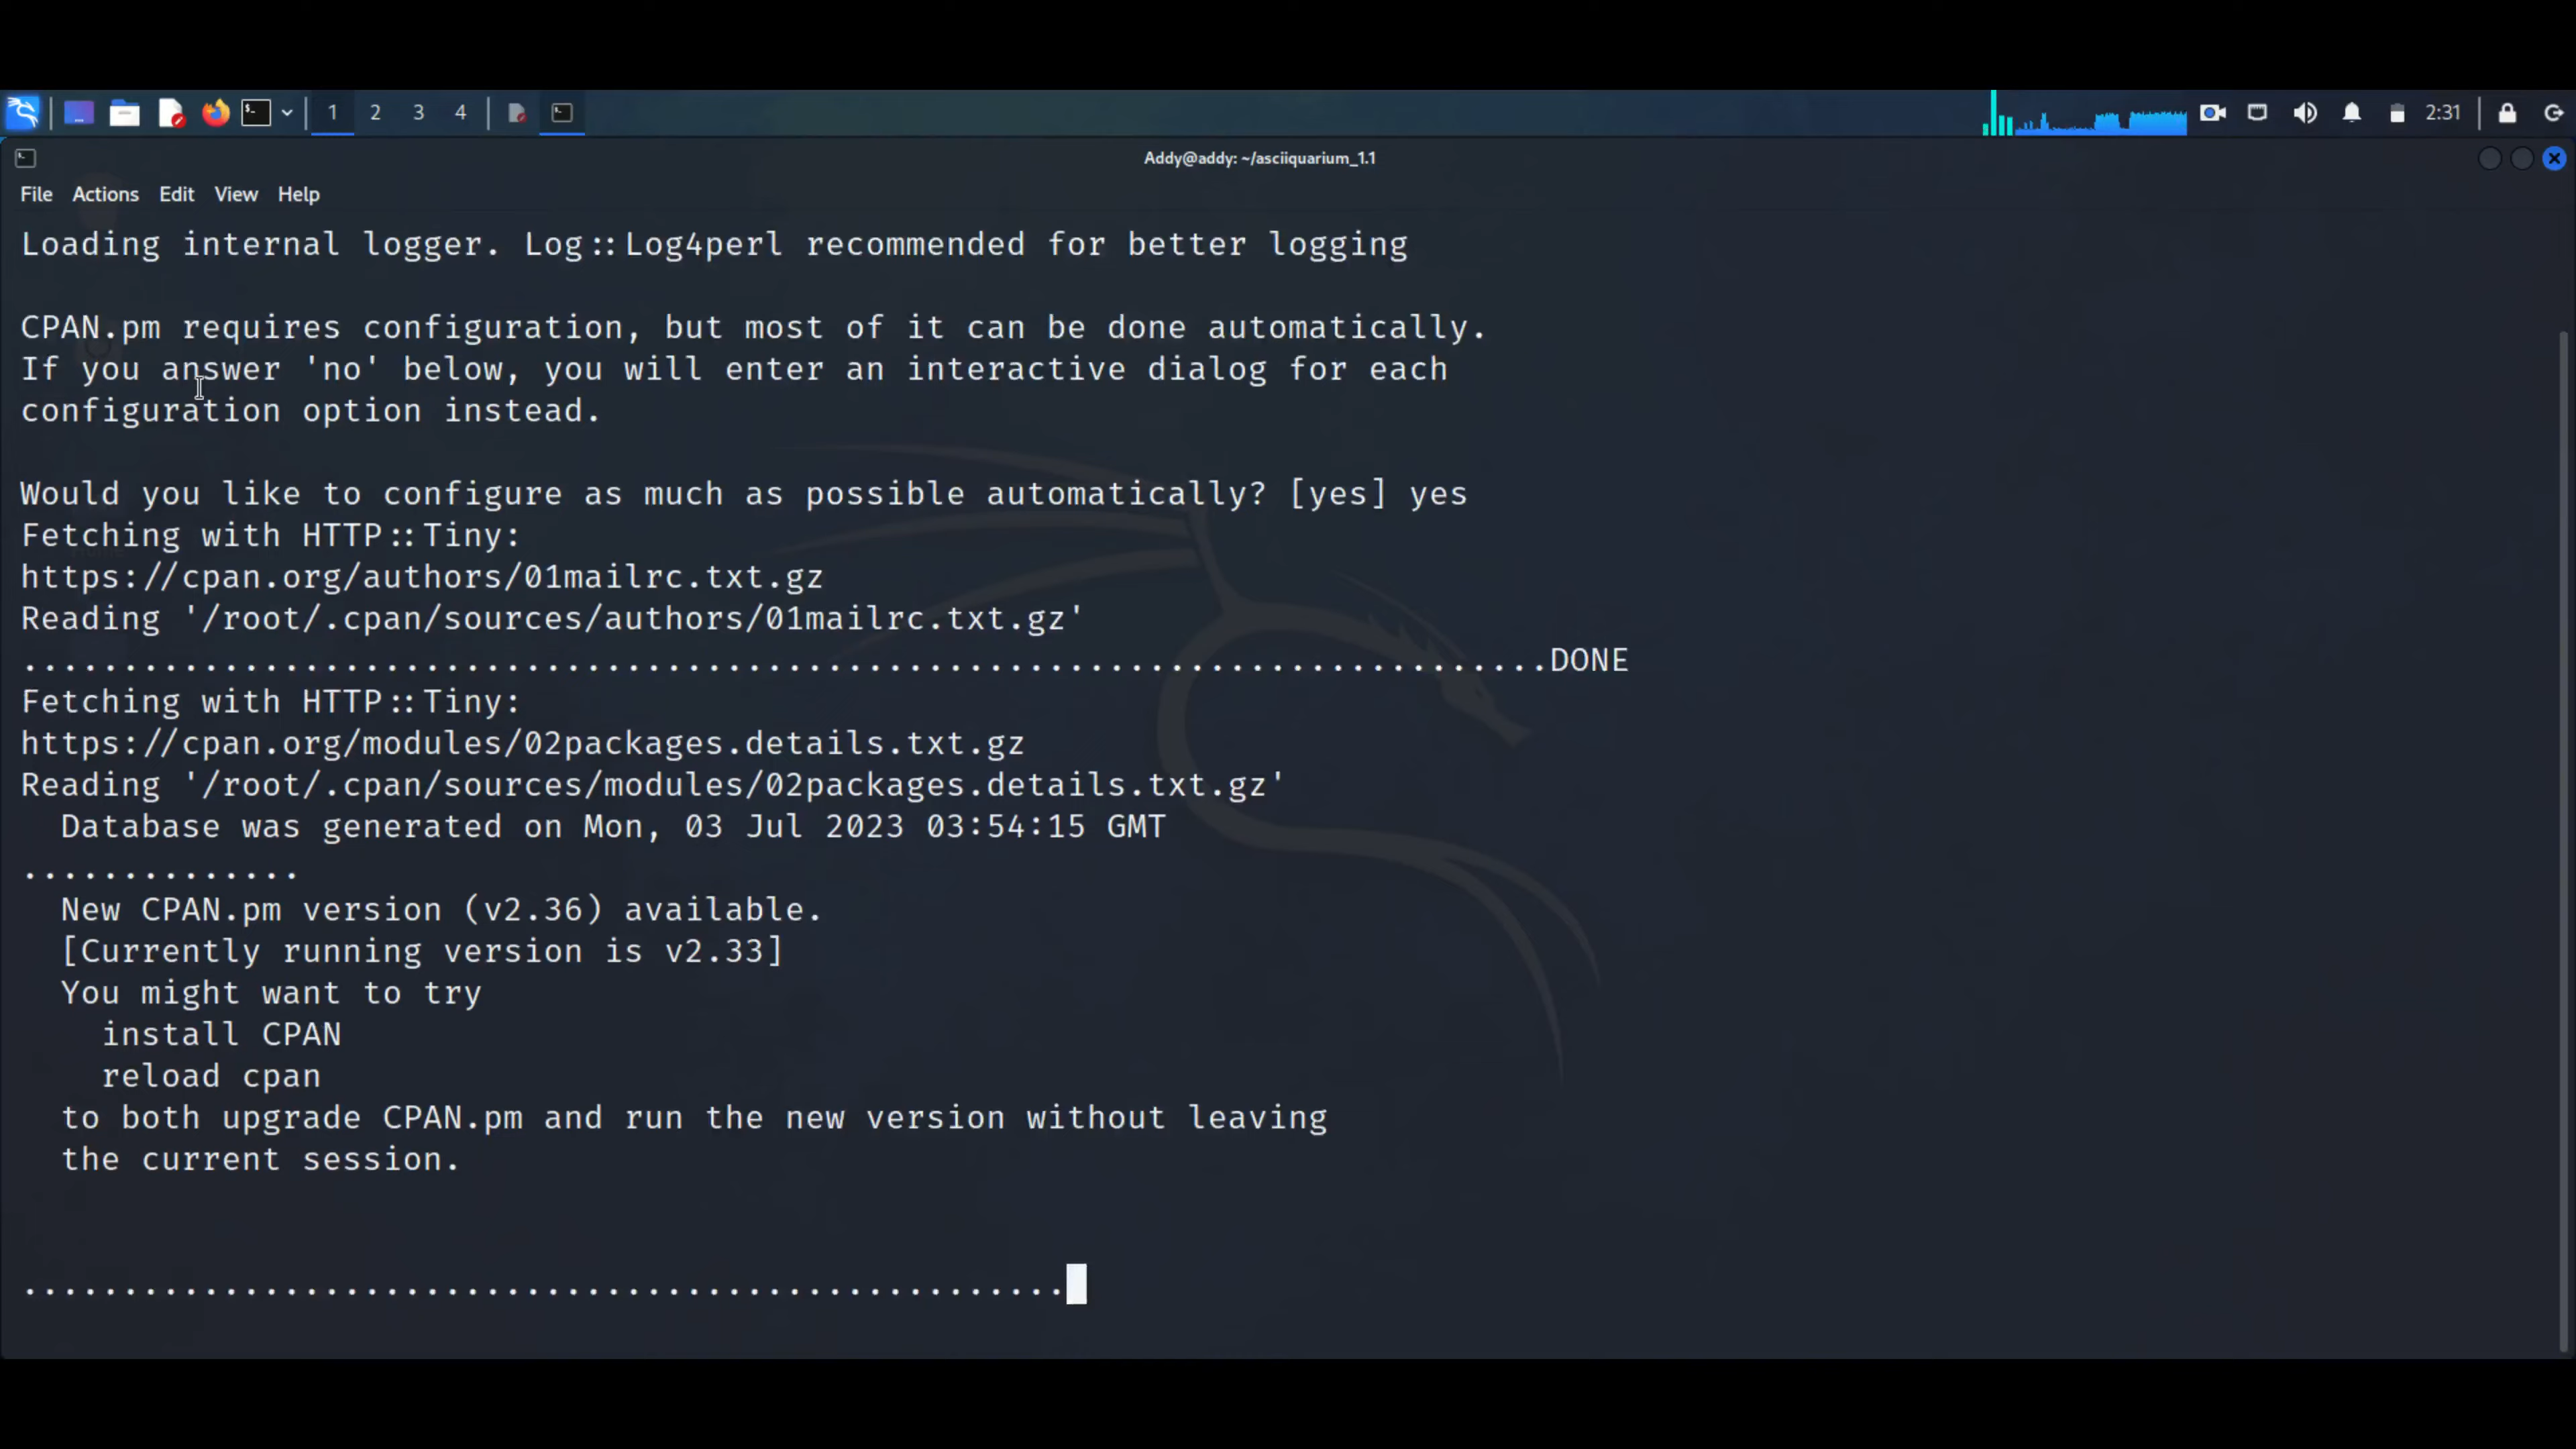 1 2 3 4 2:31
Addy@addy: ~/asciiquarium_1.1
File Actions Edit View Help
Loading internal logger. Log::Log4perl recommended for better logging
CPAN.pm requires configuration, but most of it can be done automatically.
If you answer 'no' below, you will enter an interactive dialog for each
configuration option instead.
Would you like to configure as much as possible automatically? [yes] yes
Fetching with HTTP::Tiny:
https://cpan.org/authors/01mailrc.txt.gz
Reading '/root/.cpan/sources/authors/01mailrc.txt.gz'
............................................................................DONE
Fetching with HTTP::Tiny:
https://cpan.org/modules/02packages.details.txt.gz
Reading '/root/.cpan/sources/modules/02packages.details.txt.gz'
Database was generated on Mon, 03 Jul 2023 03:54:15 GMT
..............
New CPAN.pm version (v2.36) available.
[Currently running version is v2.33]
You might want to try
install CPAN
reload cpan
to both upgrade CPAN.pm and run the new version without leaving
the current session.
....................................................